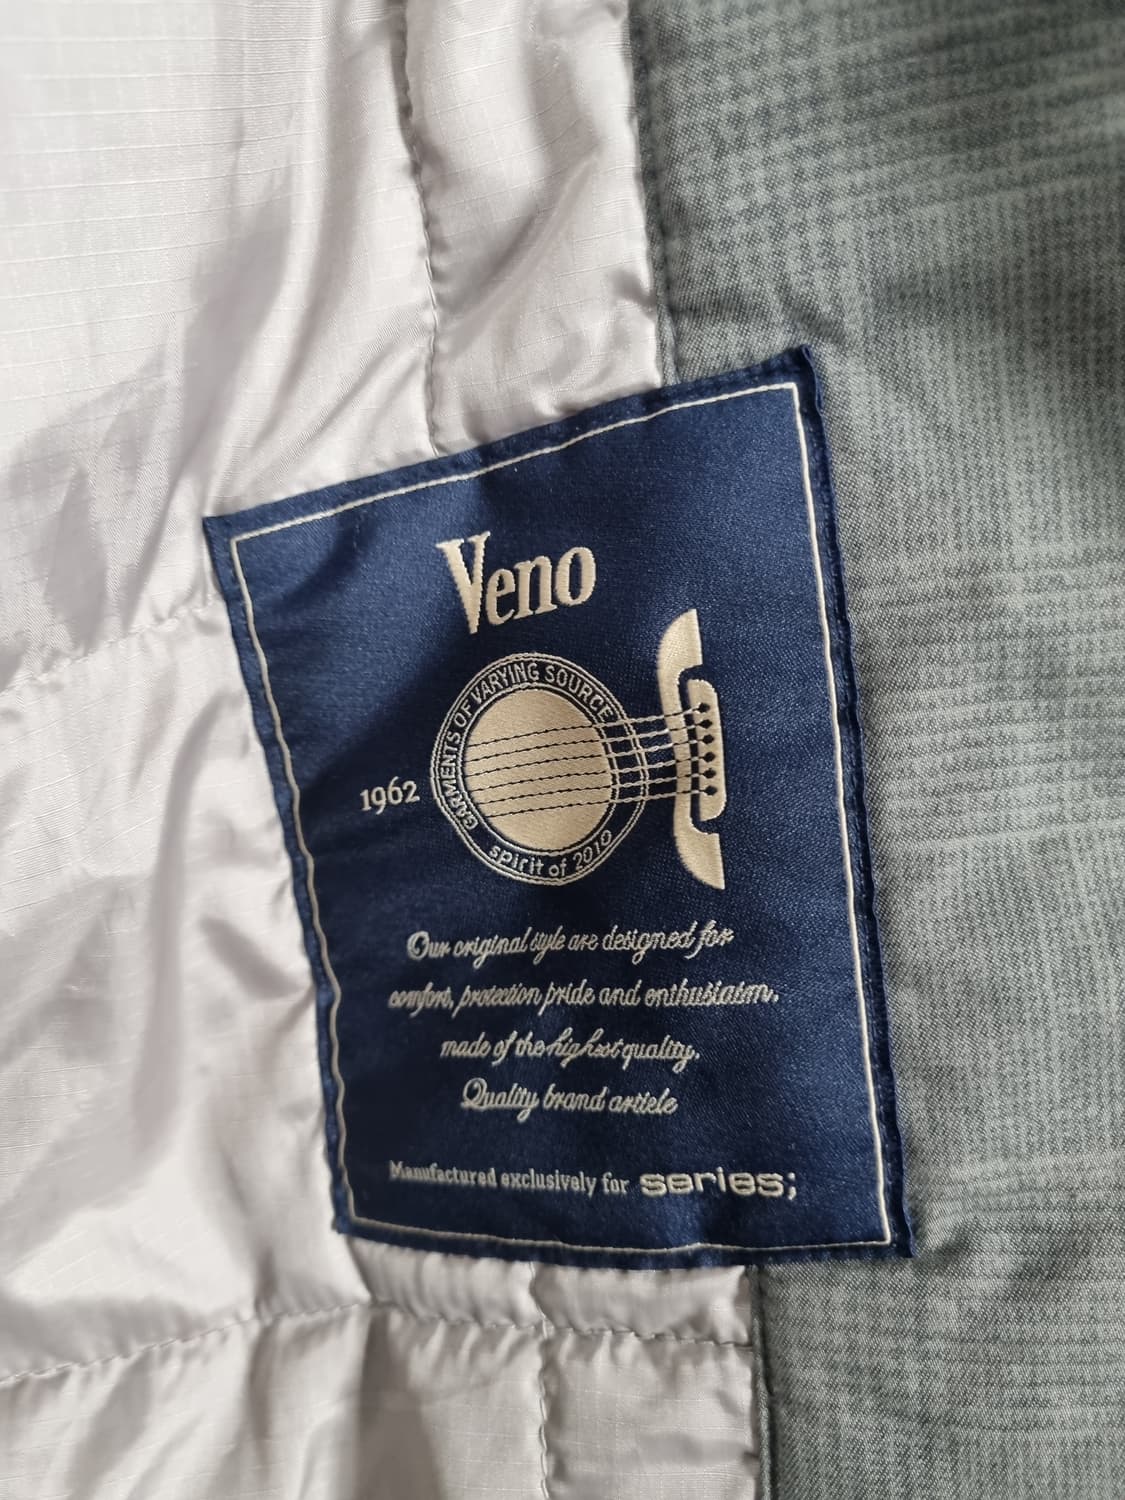 Veno
GARMENTS OF VARYING SOURCE
1962
spirit of 2010
Our original style are designed for
comfort, protection pride and enthusiasm,
made of the highest quality.
Quality brand article
Manufactured exclusively for series;